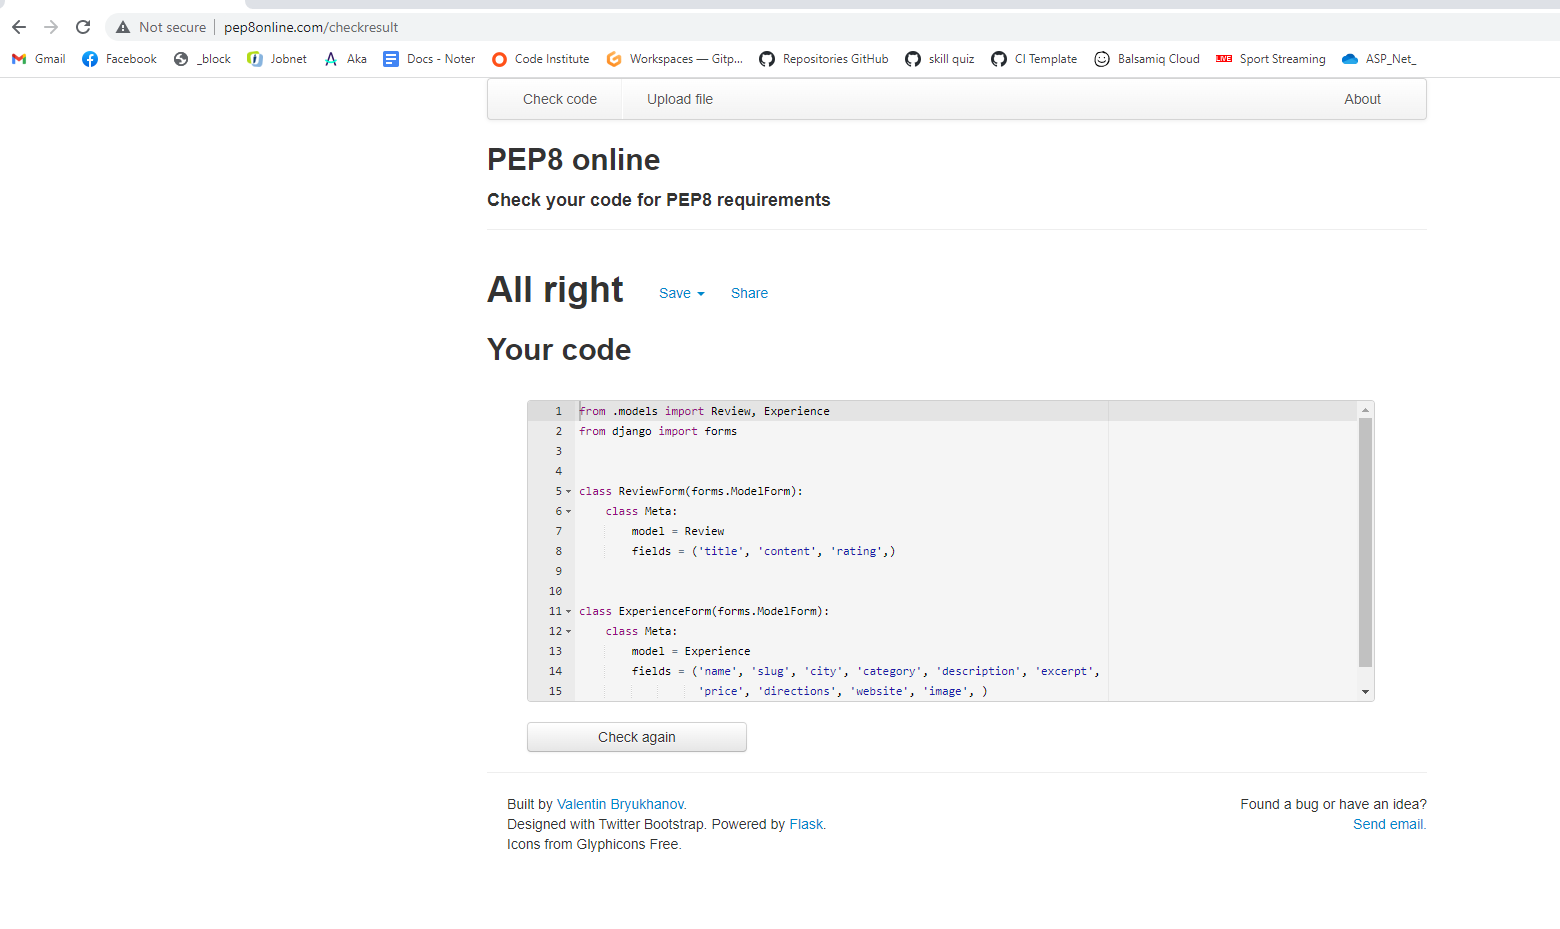 Not secure | pep8online.com/checkresult
Gmail Facebook _block Jobnet Aka Docs - Noter Code Institute Workspaces — Gitp... Repositories GitHub skill quiz CI Template Balsamiq Cloud LIVE Sport Streaming ASP_Net_
Check code Upload file About
PEP8 online
Check your code for PEP8 requirements
All right Save Share
Your code
1 from .models import Review, Experience
2 from django import forms
3
4
5 class ReviewForm(forms.ModelForm):
6     class Meta:
7         model = Review
8         fields = ('title', 'content', 'rating',)
9
10
11 class ExperienceForm(forms.ModelForm):
12     class Meta:
13         model = Experience
14         fields = ('name', 'slug', 'city', 'category', 'description', 'excerpt',
15                   'price', 'directions', 'website', 'image', )
Check again
Built by Valentin Bryukhanov. Found a bug or have an idea?
Designed with Twitter Bootstrap. Powered by Flask. Send email.
Icons from Glyphicons Free.